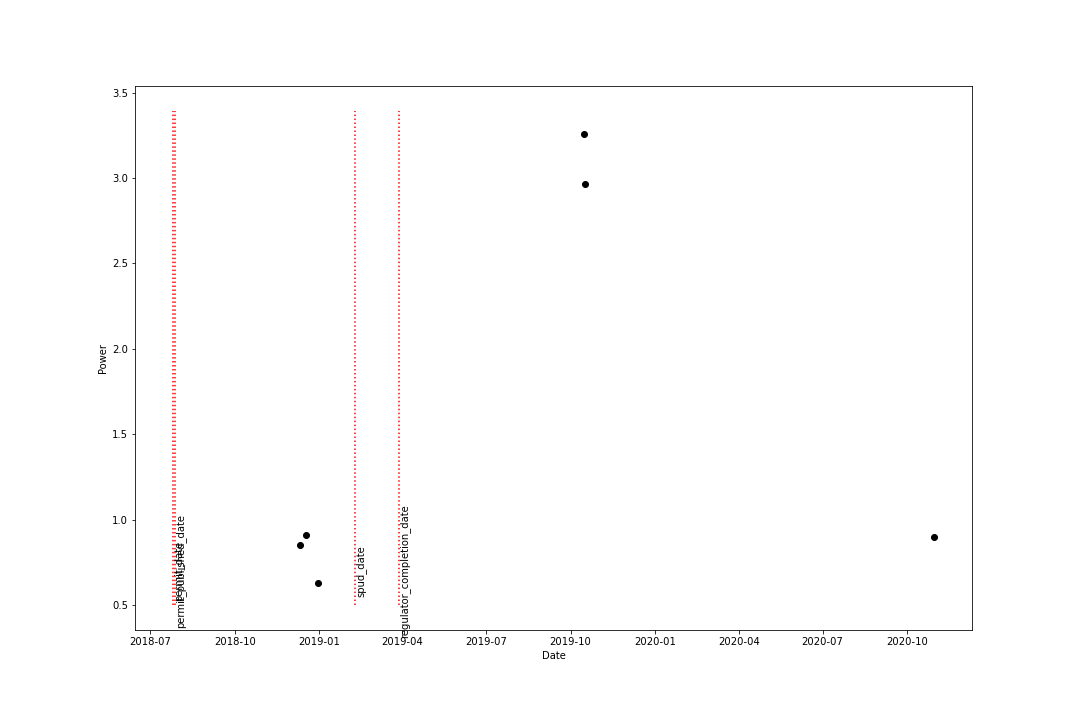 3.5
3.0
2.5
2.0
1.5
1.0
0.5
Power
permit_date
permit_published_date
spud_date
regulator_completion_date
2018-07
2018-10
2019-01
2019-04
2019-07
2019-10
2020-01
2020-04
2020-07
2020-10
Date